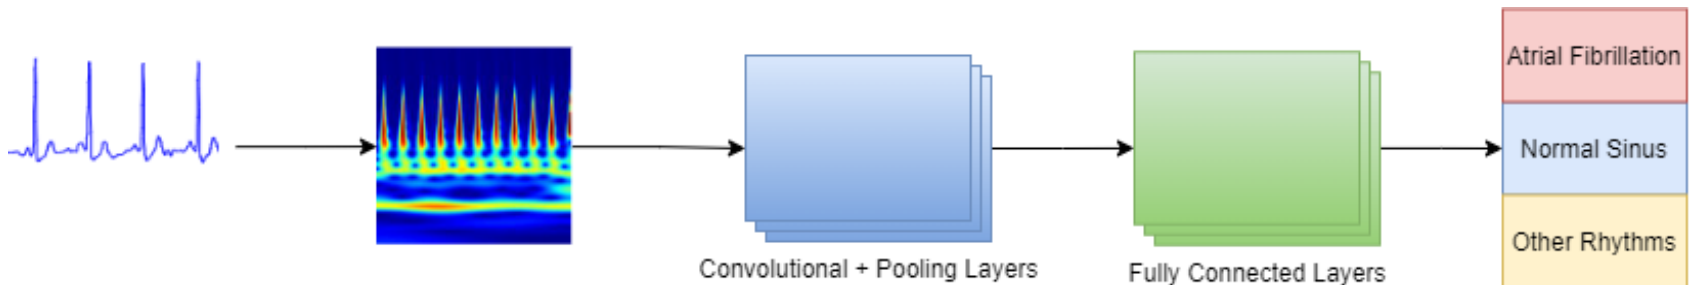 Convolutional + Pooling Layers
Fully Connected Layers
Atrial Fibrillation
Normal Sinus
Other Rhythms